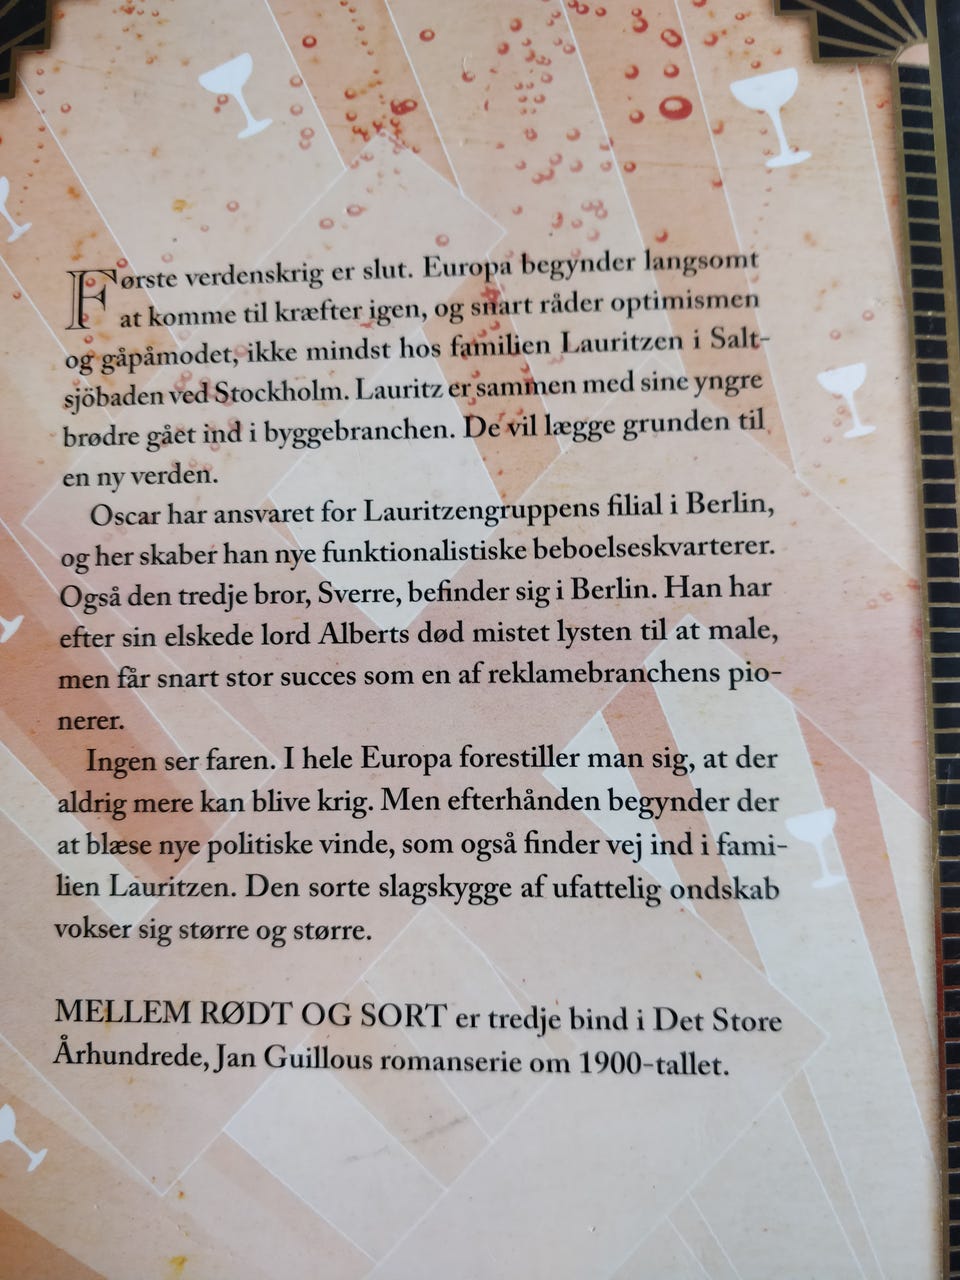 Første verdenskrig er slut. Europa begynder langsomt
at komme til kræfter igen, og snart råder optimismen
og gåpåmodet, ikke mindst hos familien Lauritzen i Salt-
sjöbaden ved Stockholm. Lauritz er sammen med sine yngre
brødre gået ind i byggebranchen. De vil lægge grunden til
en ny verden.
Oscar har ansvaret for Lauritzengruppens filial i Berlin,
og her skaber han nye funktionalistiske beboelseskvarterer.
Også den tredje bror, Sverre, befinder sig i Berlin. Han har
efter sin elskede lord Alberts død mistet lysten til at male,
men får snart stor succes som en af reklamebranchens pio-
nerer.
Ingen ser faren. I hele Europa forestiller man sig, at der
aldrig mere kan blive krig. Men efterhånden begynder der
at blæse nye politiske vinde, som også finder vej ind i fami-
lien Lauritzen. Den sorte slagskygge af ufattelig ondskab
vokser sig større og større.
MELLEM RØDT OG SORT er tredje bind i Det Store
Århundrede, Jan Guillous romanserie om 1900-tallet.